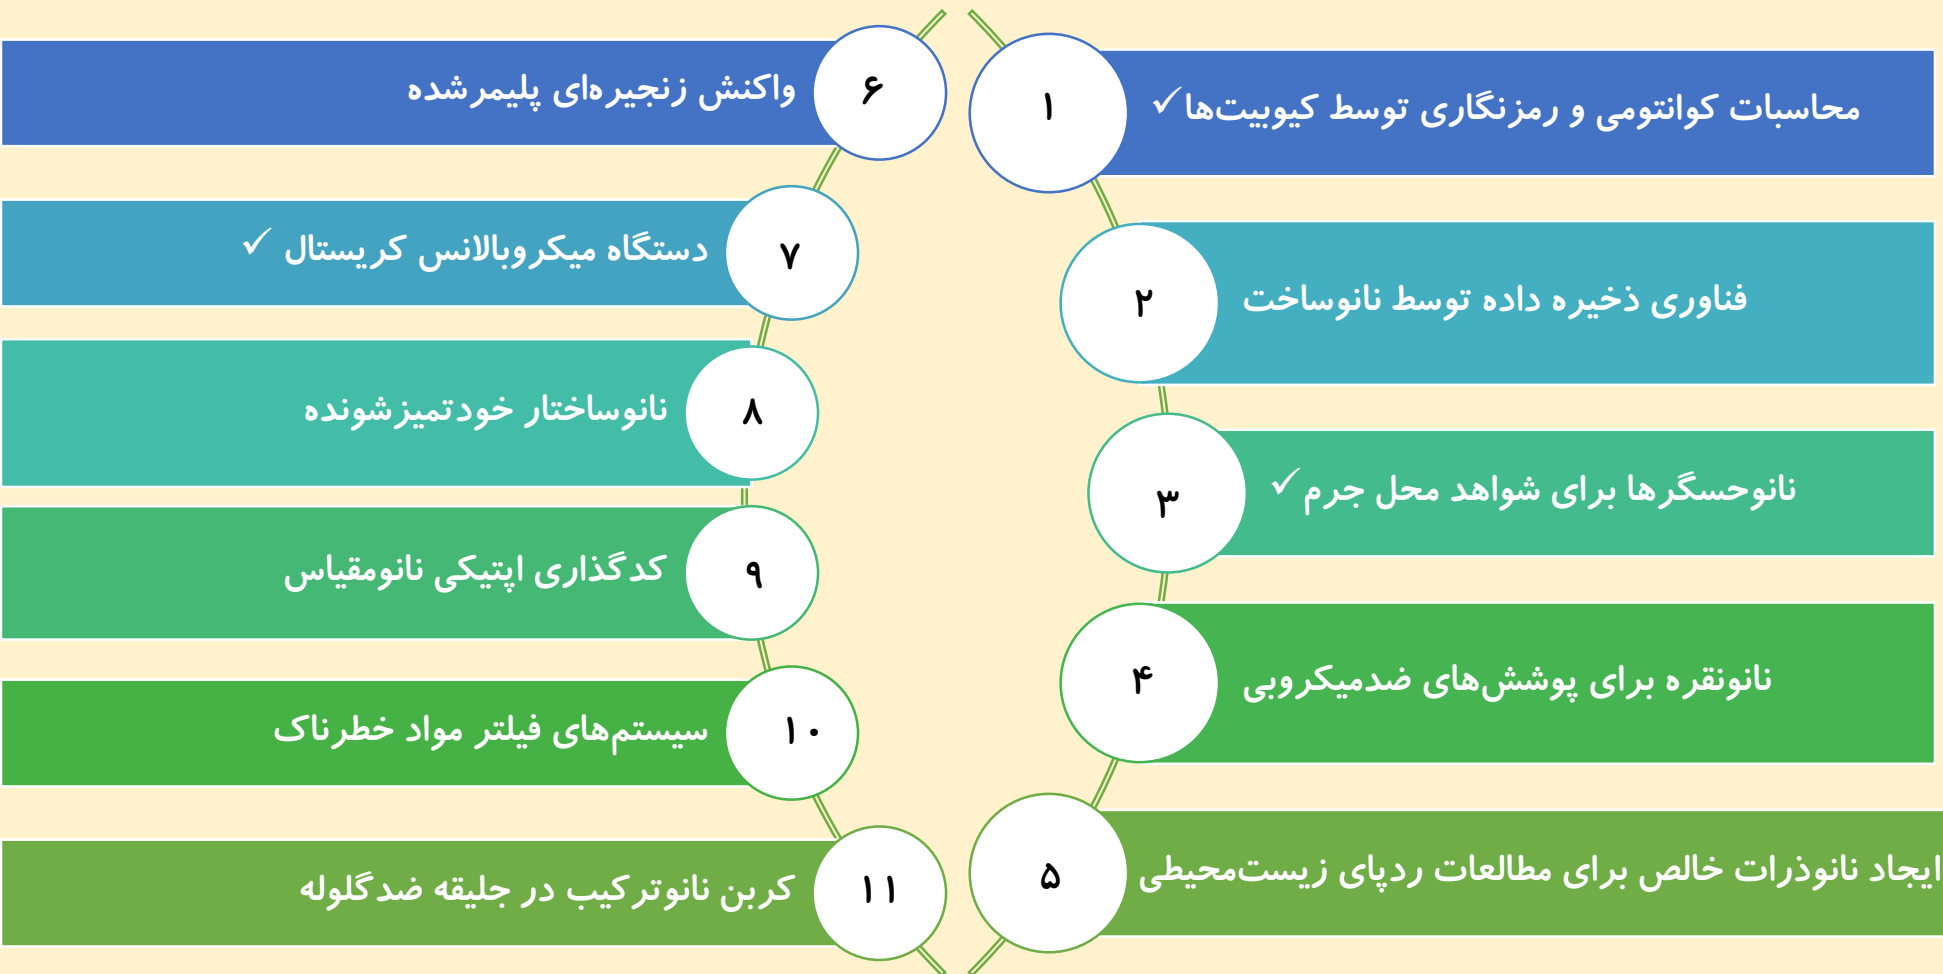 ۱
محاسبات کوانتومی و رمزنگاری توسط کیوبیت‌ها✓
۲
فناوری ذخیره داده توسط نانوساخت
۳
نانوحسگرها برای شواهد محل جرم✓
۴
نانونقره برای پوشش‌های ضدمیکروبی
۵
ایجاد نانوذرات خالص برای مطالعات ردپای زیست‌محیطی
۶
واکنش زنجیره‌ای پلیمرشده
۷
دستگاه میکروبالانس کریستال ✓
۸
نانوساختار خودتمیزشونده
۹
کدگذاری اپتیکی نانومقیاس
۱۰
سیستم‌های فیلتر مواد خطرناک
۱۱
کربن نانوترکیب در جلیقه ضدگلوله